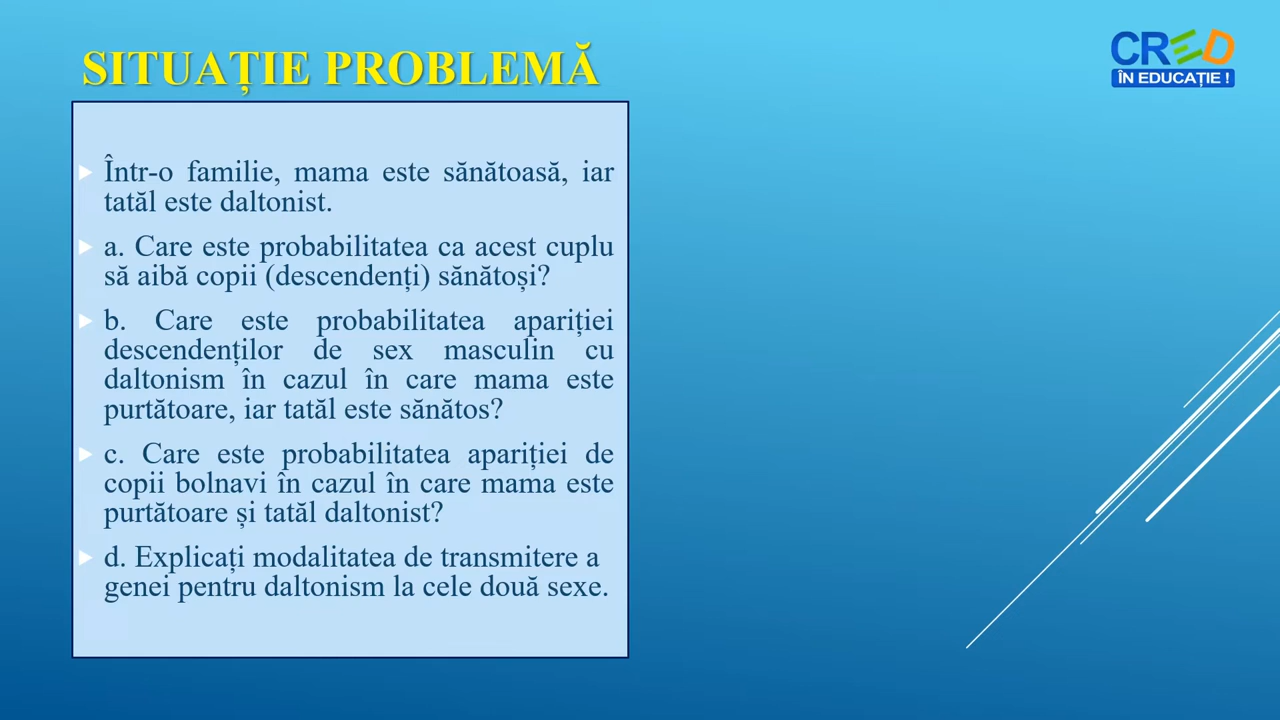 SITUAȚIE PROBLEMĂ
CRED
ÎN EDUCAȚIE !
Într-o familie, mama este sănătoasă, iar
tatăl este daltonist.
a. Care este probabilitatea ca acest cuplu
să aibă copii (descendenți) sănătoși?
b. Care este probabilitatea apariției
descendenților de sex masculin cu
daltonism în cazul în care mama este
purtătoare, iar tatăl este sănătos?
c. Care este probabilitatea apariției de
copii bolnavi în cazul în care mama este
purtătoare și tatăl daltonist?
d. Explicați modalitatea de transmitere a
genei pentru daltonism la cele două sexe.